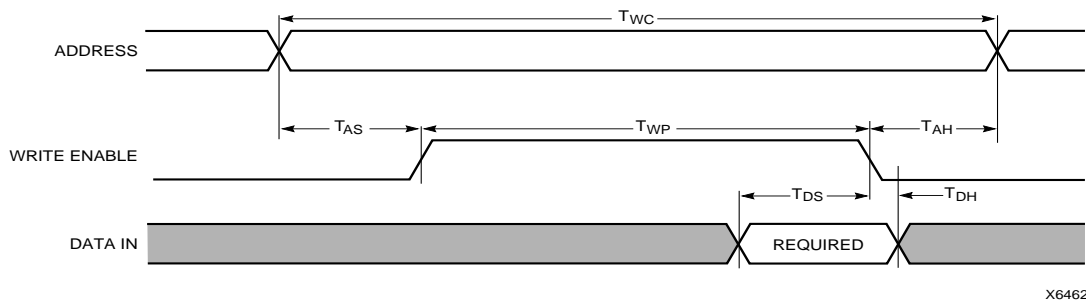 TWC
ADDRESS
TAS TWP TAH
WRITE ENABLE
TDS TDH
DATA IN REQUIRED
X6462